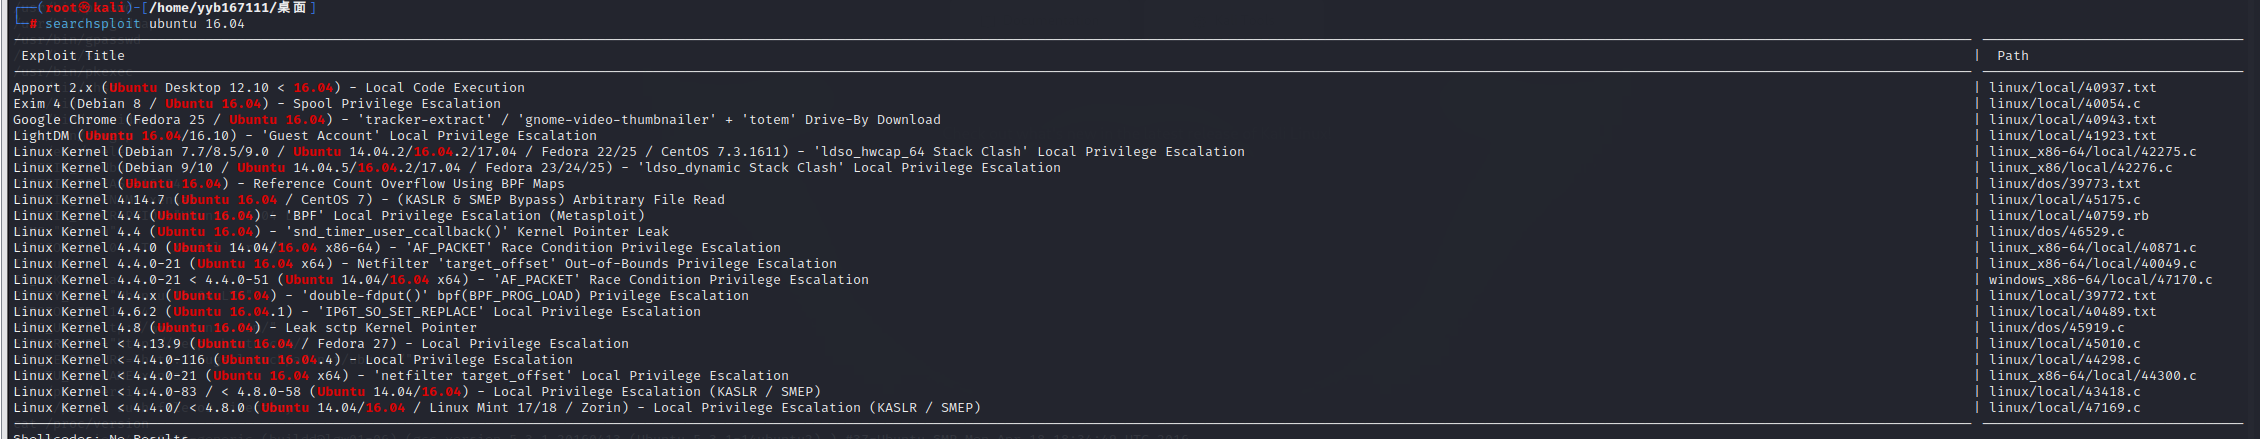 (root㉿kali)-[/home/yyb167111/桌面]
# searchsploit ubuntu 16.04
Exploit Title | Path
Apport 2.x (Ubuntu Desktop 12.10 < 16.04) - Local Code Execution | linux/local/40937.txt
Exim 4 (Debian 8 / Ubuntu 16.04) - Spool Privilege Escalation | linux/local/40054.c
Google Chrome (Fedora 25 / Ubuntu 16.04) - 'tracker-extract' / 'gnome-video-thumbnailer' + 'totem' Drive-By Download | linux/local/40943.txt
LightDM (Ubuntu 16.04/16.10) - 'Guest Account' Local Privilege Escalation | linux/local/41923.txt
Linux Kernel (Debian 7.7/8.5/9.0 / Ubuntu 14.04.2/16.04.2/17.04 / Fedora 22/25 / CentOS 7.3.1611) - 'ldso_hwcap_64 Stack Clash' Local Privilege Escalation | linux_x86-64/local/42275.c
Linux Kernel (Debian 9/10 / Ubuntu 14.04.5/16.04.2/17.04 / Fedora 23/24/25) - 'ldso_dynamic Stack Clash' Local Privilege Escalation | linux_x86/local/42276.c
Linux Kernel (Ubuntu 16.04) - Reference Count Overflow Using BPF Maps | linux/dos/39773.txt
Linux Kernel 4.14.7 (Ubuntu 16.04 / CentOS 7) - (KASLR & SMEP Bypass) Arbitrary File Read | linux/local/45175.c
Linux Kernel 4.4 (Ubuntu 16.04) - 'BPF' Local Privilege Escalation (Metasploit) | linux/local/40759.rb
Linux Kernel 4.4 (Ubuntu 16.04) - 'snd_timer_user_ccallback()' Kernel Pointer Leak | linux/dos/46529.c
Linux Kernel 4.4.0 (Ubuntu 14.04/16.04 x86-64) - 'AF_PACKET' Race Condition Privilege Escalation | linux_x86-64/local/40871.c
Linux Kernel 4.4.0-21 (Ubuntu 16.04 x64) - Netfilter 'target_offset' Out-of-Bounds Privilege Escalation | linux_x86-64/local/40049.c
Linux Kernel 4.4.0-21 < 4.4.0-51 (Ubuntu 14.04/16.04 x64) - 'AF_PACKET' Race Condition Privilege Escalation | windows_x86-64/local/47170.c
Linux Kernel 4.4.x (Ubuntu 16.04) - 'double-fdput()' bpf(BPF_PROG_LOAD) Privilege Escalation | linux/local/39772.txt
Linux Kernel 4.6.2 (Ubuntu 16.04.1) - 'IP6T_SO_SET_REPLACE' Local Privilege Escalation | linux/local/40489.txt
Linux Kernel 4.8 (Ubuntu 16.04) - Leak sctp Kernel Pointer | linux/dos/45919.c
Linux Kernel < 4.13.9 (Ubuntu 16.04 / Fedora 27) - Local Privilege Escalation | linux/local/45010.c
Linux Kernel < 4.4.0-116 (Ubuntu 16.04.4) - Local Privilege Escalation | linux/local/44298.c
Linux Kernel < 4.4.0-21 (Ubuntu 16.04 x64) - 'netfilter target_offset' Local Privilege Escalation | linux_x86-64/local/44300.c
Linux Kernel < 4.4.0-83 / < 4.8.0-58 (Ubuntu 14.04/16.04) - Local Privilege Escalation (KASLR / SMEP) | linux/local/43418.c
Linux Kernel < 4.4.0/ < 4.8.0 (Ubuntu 14.04/16.04 / Linux Mint 17/18 / Zorin) - Local Privilege Escalation (KASLR / SMEP) | linux/local/47169.c
Shellcodes: No Results